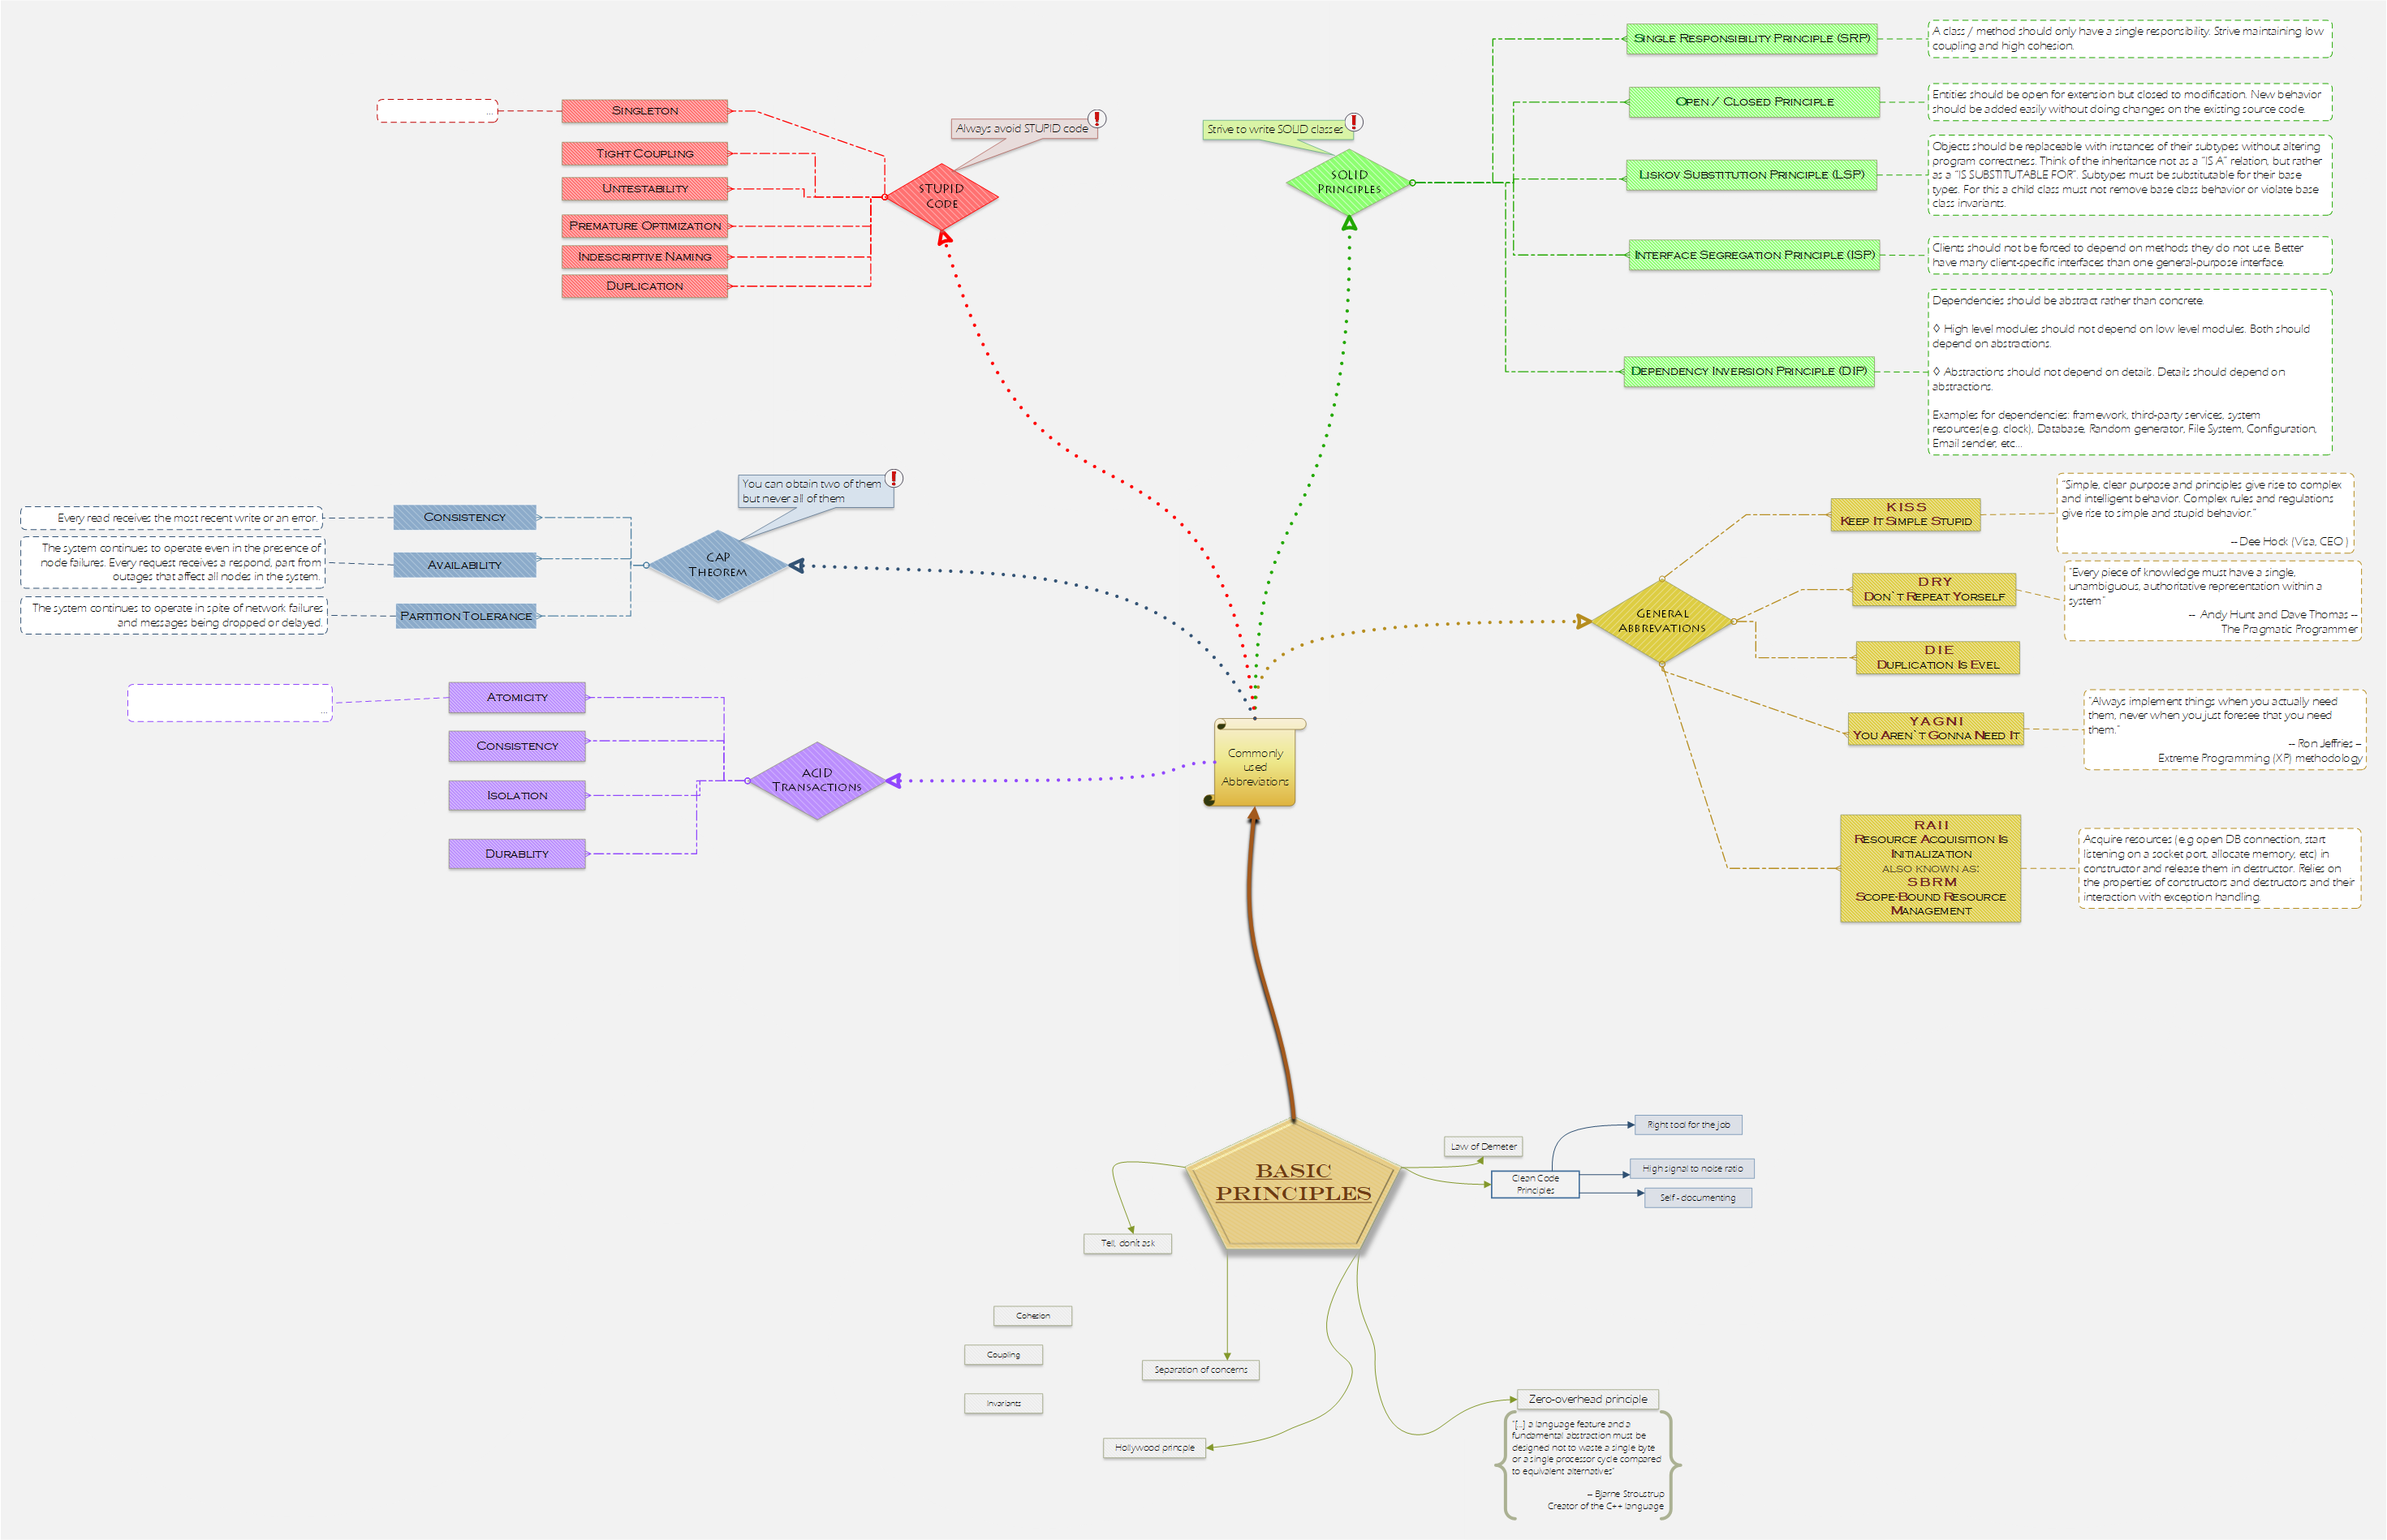 Single Responsibility Principle (SRP)
A class / method should only have a single responsibility. Strive maintaining low
coupling and high cohesion.
Open / Closed Principle
Entities should be open for extension but closed to modification. New behavior
should be added easily without doing changes on the existing source code.
Liskov Substitution Principle (LSP)
Objects should be replaceable with instances of their subtypes without altering
program correctness. Think of the inheritance not as a "IS A" relation, but rather
as a "IS SUBSTITUTABLE FOR". Subtypes must be substitutable for their base
types. For this a child class must not remove base class behavior or violate base
class invariants.
Interface Segregation Principle (ISP)
Clients should not be forced to depend on methods they do not use. Better
have many client-specific interfaces than one general-purpose interface.
Dependency Inversion Principle (DIP)
Dependencies should be abstract rather than concrete.
◊ High level modules should not depend on low level modules. Both should
depend on abstractions.
◊ Abstractions should not depend on details. Details should depend on
abstractions.
Examples for dependencies: framework, third-party services, system
resources(e.g. clock), Database, Random generator, File System, Configuration,
Email sender, etc...
Strive to write SOLID classes
!
SOLID
Principles
Always avoid STUPID code
!
STUPID
Code
...
Singleton
Tight Coupling
Untestability
Premature Optimization
Indescriptive Naming
Duplication
You can obtain two of them
but never all of them
!
CAP
Theorem
Consistency
Every read receives the most recent write or an error.
Availability
The system continues to operate even in the presence of
node failures. Every request receives a respond, part from
outages that affect all nodes in the system.
Partition Tolerance
The system continues to operate in spite of network failures
and messages being dropped or delayed.
ACID
Transactions
Atomicity
...
Consistency
Isolation
Durablity
General
Abbrevations
KISS
Keep It Simple Stupid
"Simple, clear purpose and principles give rise to complex
and intelligent behavior. Complex rules and regulations
give rise to simple and stupid behavior."
-- Dee Hock (Visa, CEO )
DRY
Don`t Repeat Yorself
"Every piece of knowledge must have a single,
unambiguous, authoritative representation within a
system"
-- Andy Hunt and Dave Thomas --
The Pragmatic Programmer
DIE
Duplication Is Evel
YAGNI
You Aren`t Gonna Need It
"Always implement things when you actually need
them, never when you just foresee that you need
them."
-- Ron Jeffries --
Extreme Programming (XP) methodology
RAII
Resource Acquisition Is
Initialization
also known as:
SBRM
Scope-Bound Resource
Management
Acquire resources (e.g open DB connection, start
listening on a socket port, allocate memory, etc) in
constructor and release them in destructor. Relies on
the properties of constructors and destructors and their
interaction with exception handling.
Commonly
used
Abbreviations
BASIC
PRINCIPLES
Law of Demeter
Clean Code
Principles
Right tool for the job
High signal to noise ratio
Self - documenting
Tell, don't ask
Cohesion
Coupling
Invariants
Separation of concerns
Hollywood princple
Zero-overhead principle
"[...] a language feature and a
fundamental abstraction must be
designed not to waste a single byte
or a single processor cycle compared
to equivalent alternatives"
-- Bjarne Stroustrup
Creator of the C++ language